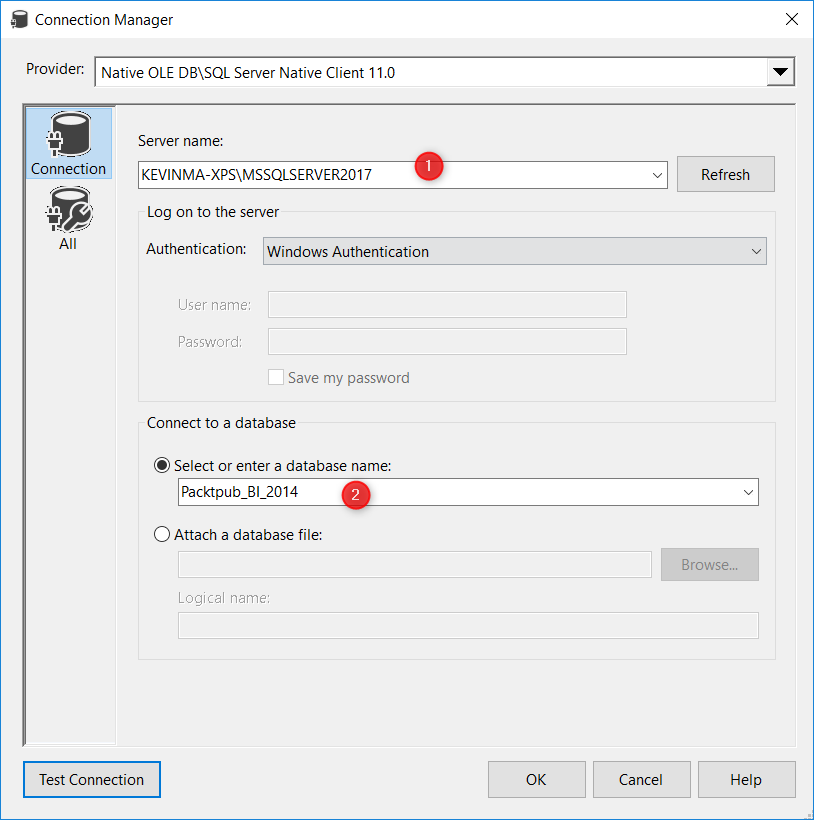 Connection Manager
Provider: Native OLE DB\SQL Server Native Client 11.0
Connection
All
Server name:
1
KEVINMA-XPS\MSSQLSERVER2017 Refresh
Log on to the server
Authentication: Windows Authentication
User name:
Password:
Save my password
Connect to a database
Select or enter a database name:
Packtpub_BI_2014 2
Attach a database file:
Browse...
Logical name:
Test Connection OK Cancel Help